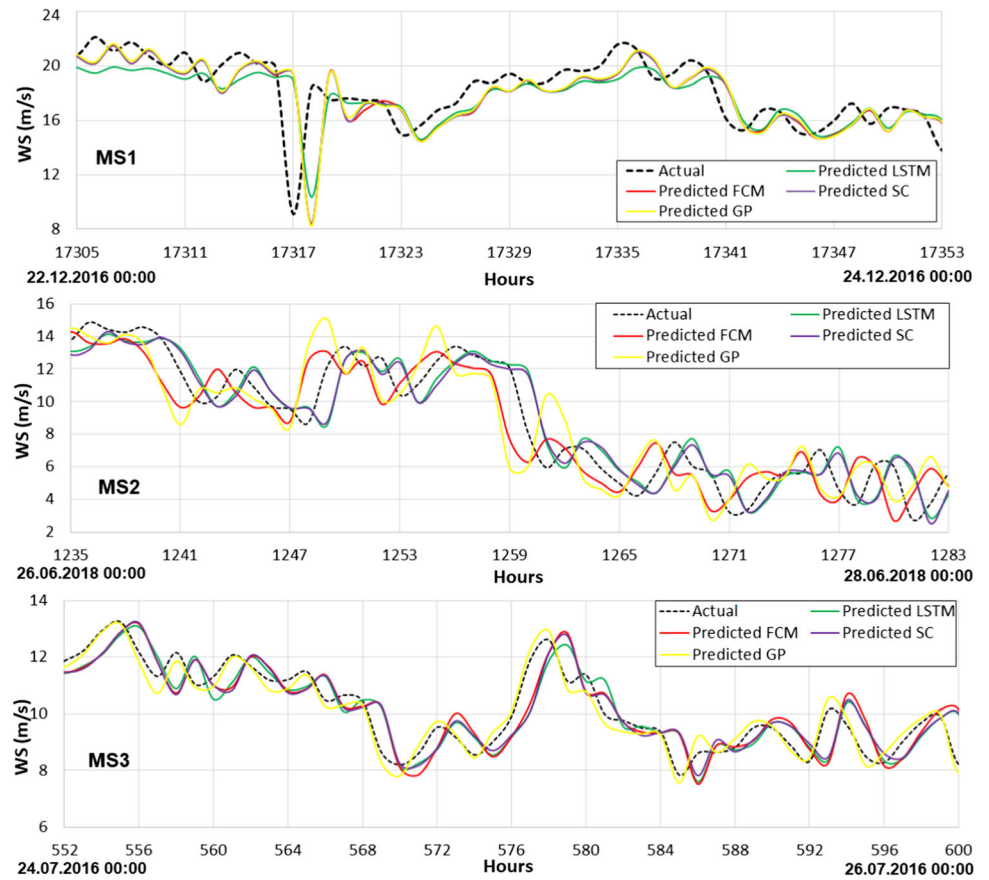 24
20
16
12
8
WS (m/s)
MS1
Actual
Predicted LSTM
Predicted FCM
Predicted SC
Predicted GP
17305 17311 17317 17323 17329 17335 17341 17347 17353
22.12.2016 00:00 Hours 24.12.2016 00:00
16
14
12
10
8
6
4
2
WS (m/s)
MS2
Actual
Predicted LSTM
Predicted FCM
Predicted SC
Predicted GP
1235 1241 1247 1253 1259 1265 1271 1277 1283
26.06.2018 00:00 Hours 28.06.2018 00:00
14
12
10
8
6
WS (m/s)
MS3
Actual
Predicted LSTM
Predicted FCM
Predicted SC
Predicted GP
552 556 560 564 568 572 576 580 584 588 592 596 600
24.07.2016 00:00 Hours 26.07.2016 00:00